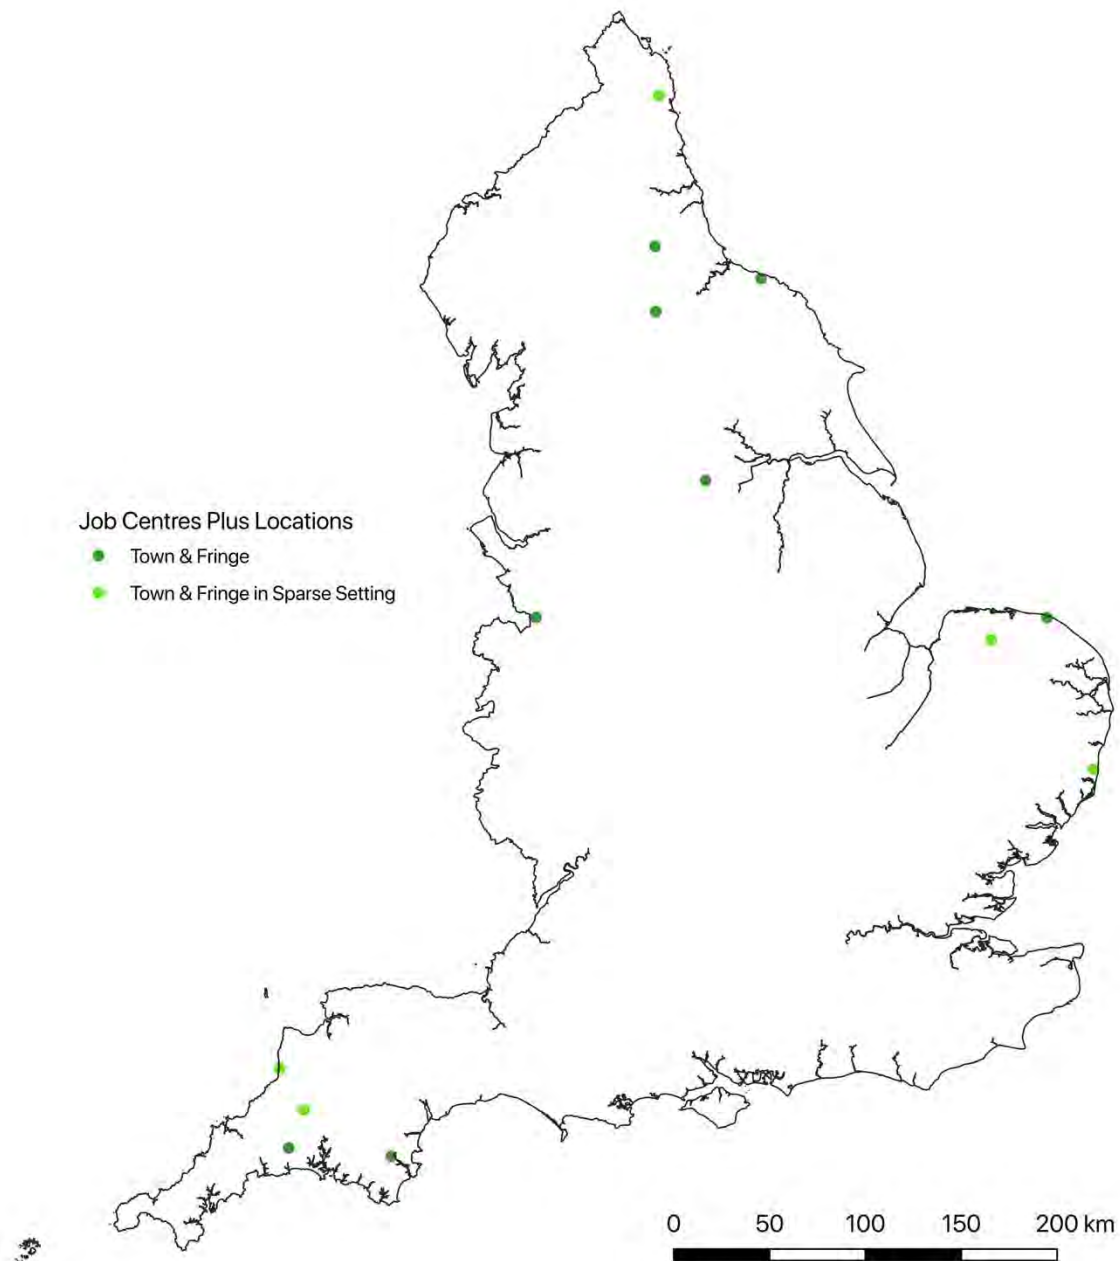 Job Centres Plus Locations
Town & Fringe
Town & Fringe in Sparse Setting
0 50 100 150 200 km